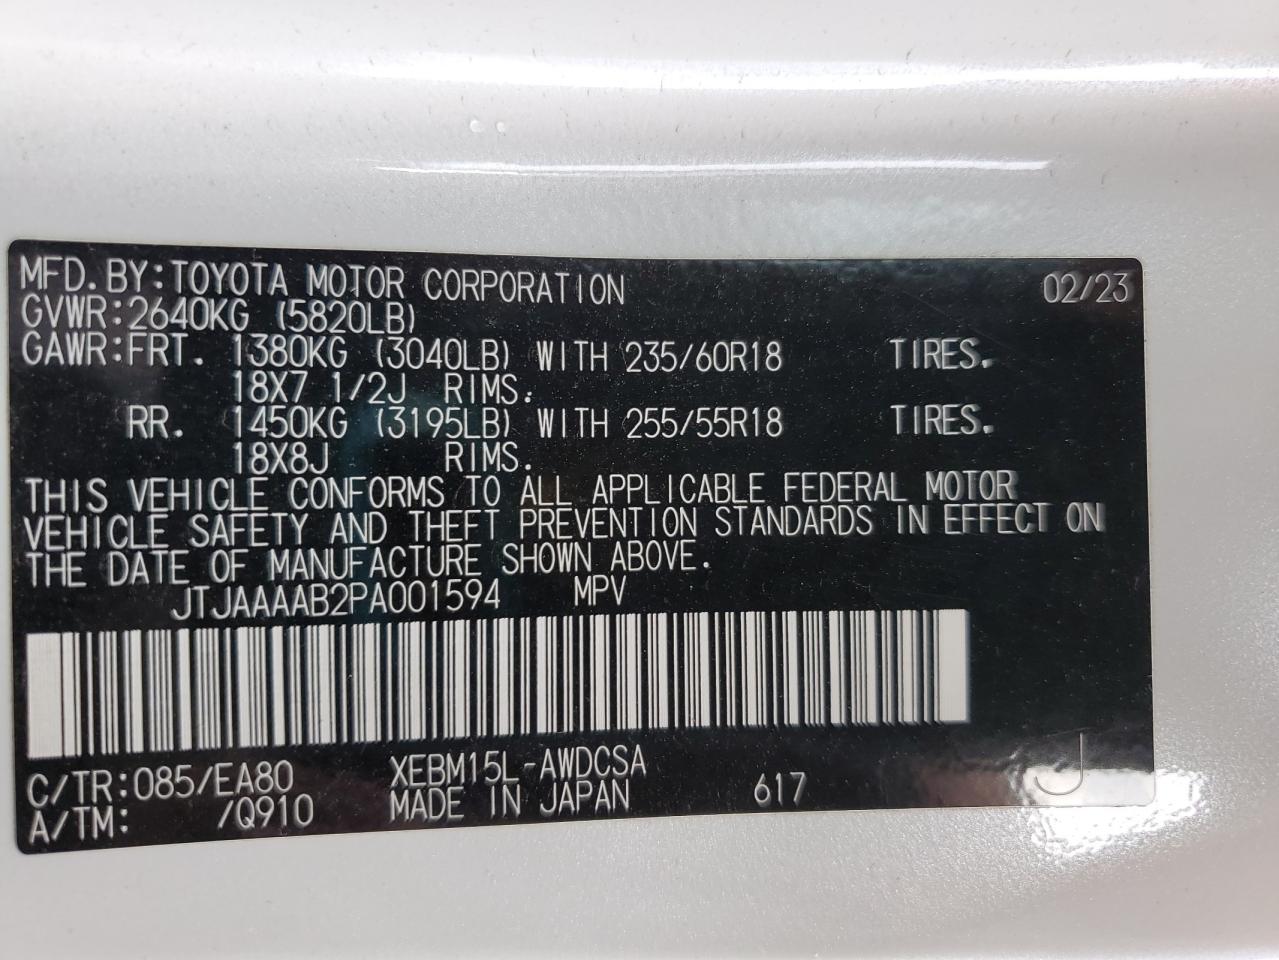 MFD.BY:TOYOTA MOTOR CORPORATION 02/23
GVWR:2640KG (5820LB)
GAWR:FRT. 1380KG (3040LB) WITH 235/60R18 TIRES.
18X7 1/2J RIMS.
RR. 1450KG (3195LB) WITH 255/55R18 TIRES.
18X8J RIMS.
THIS VEHICLE CONFORMS TO ALL APPLICABLE FEDERAL MOTOR
VEHICLE SAFETY AND THEFT PREVENTION STANDARDS IN EFFECT ON
THE DATE OF MANUFACTURE SHOWN ABOVE.
JTJAAAAB2PA001594 MPV
C/TR:085/EA80 XEBM15L-AWDCSA
A/TM: /Q910 MADE IN JAPAN 617 J